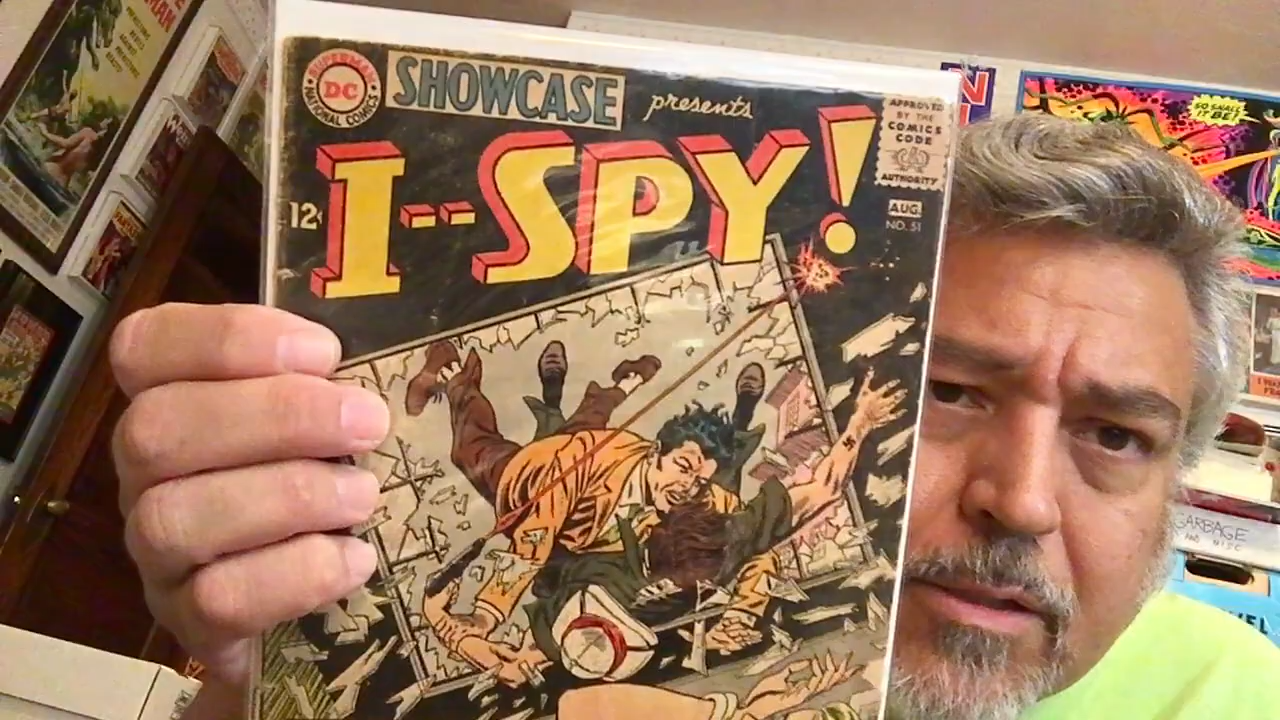 SUPERMAN
DC
NATIONAL COMICS
SHOWCASE
presents
I--SPY!
APPROVED
BY THE
COMICS
CODE
AUTHORITY
12¢
AUG.
NO. 51
SO SHALL
IT BE!
GARBAGE
AND MISC